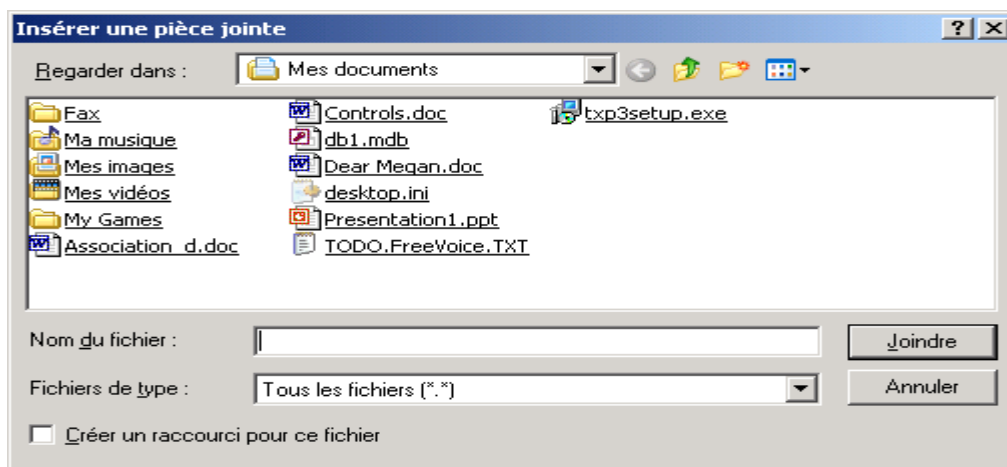 Insérer une pièce jointe
Regarder dans :
Mes documents
Fax
Controls.doc
txp3setup.exe
Ma musique
db1.mdb
Mes images
Dear Megan.doc
Mes vidéos
desktop.ini
My Games
Presentation1.ppt
Association_d.doc
TODO.FreeVoice.TXT
Nom du fichier :
Joindre
Fichiers de type :
Tous les fichiers (*.*)
Annuler
Créer un raccourci pour ce fichier